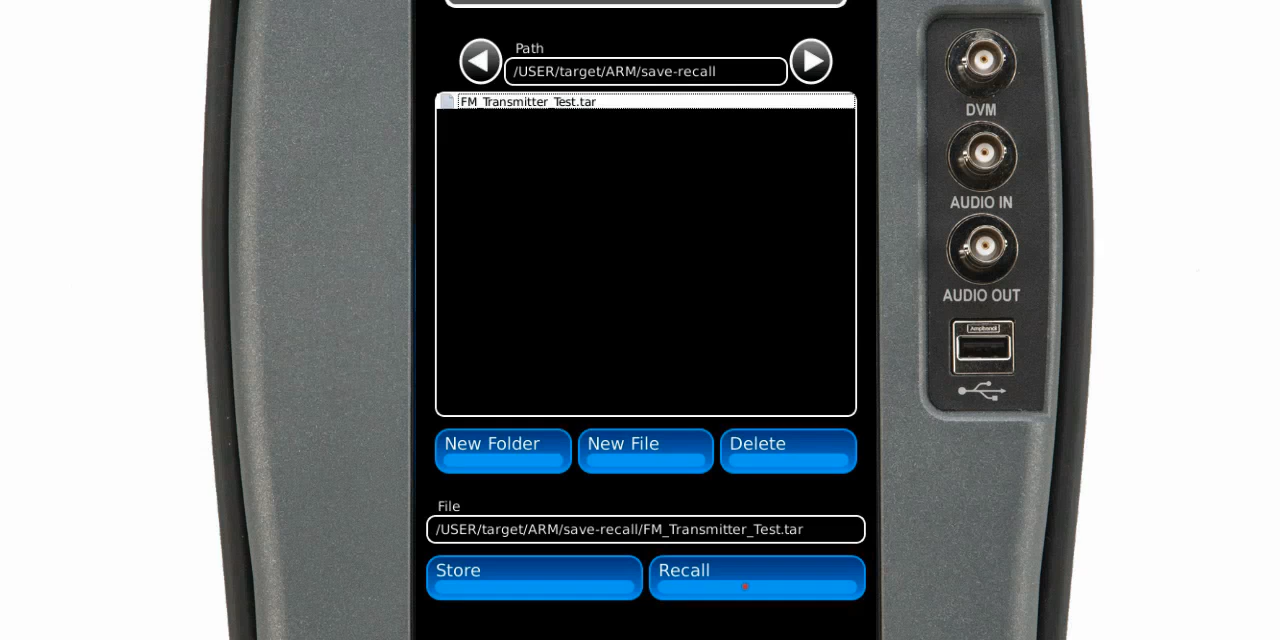 Path
/USER/target/ARM/save-recall
FM_Transmitter_Test.tar
DVM
AUDIO IN
AUDIO OUT
Amphenol
New Folder
New File
Delete
File
/USER/target/ARM/save-recall/FM_Transmitter_Test.tar
Store
Recall